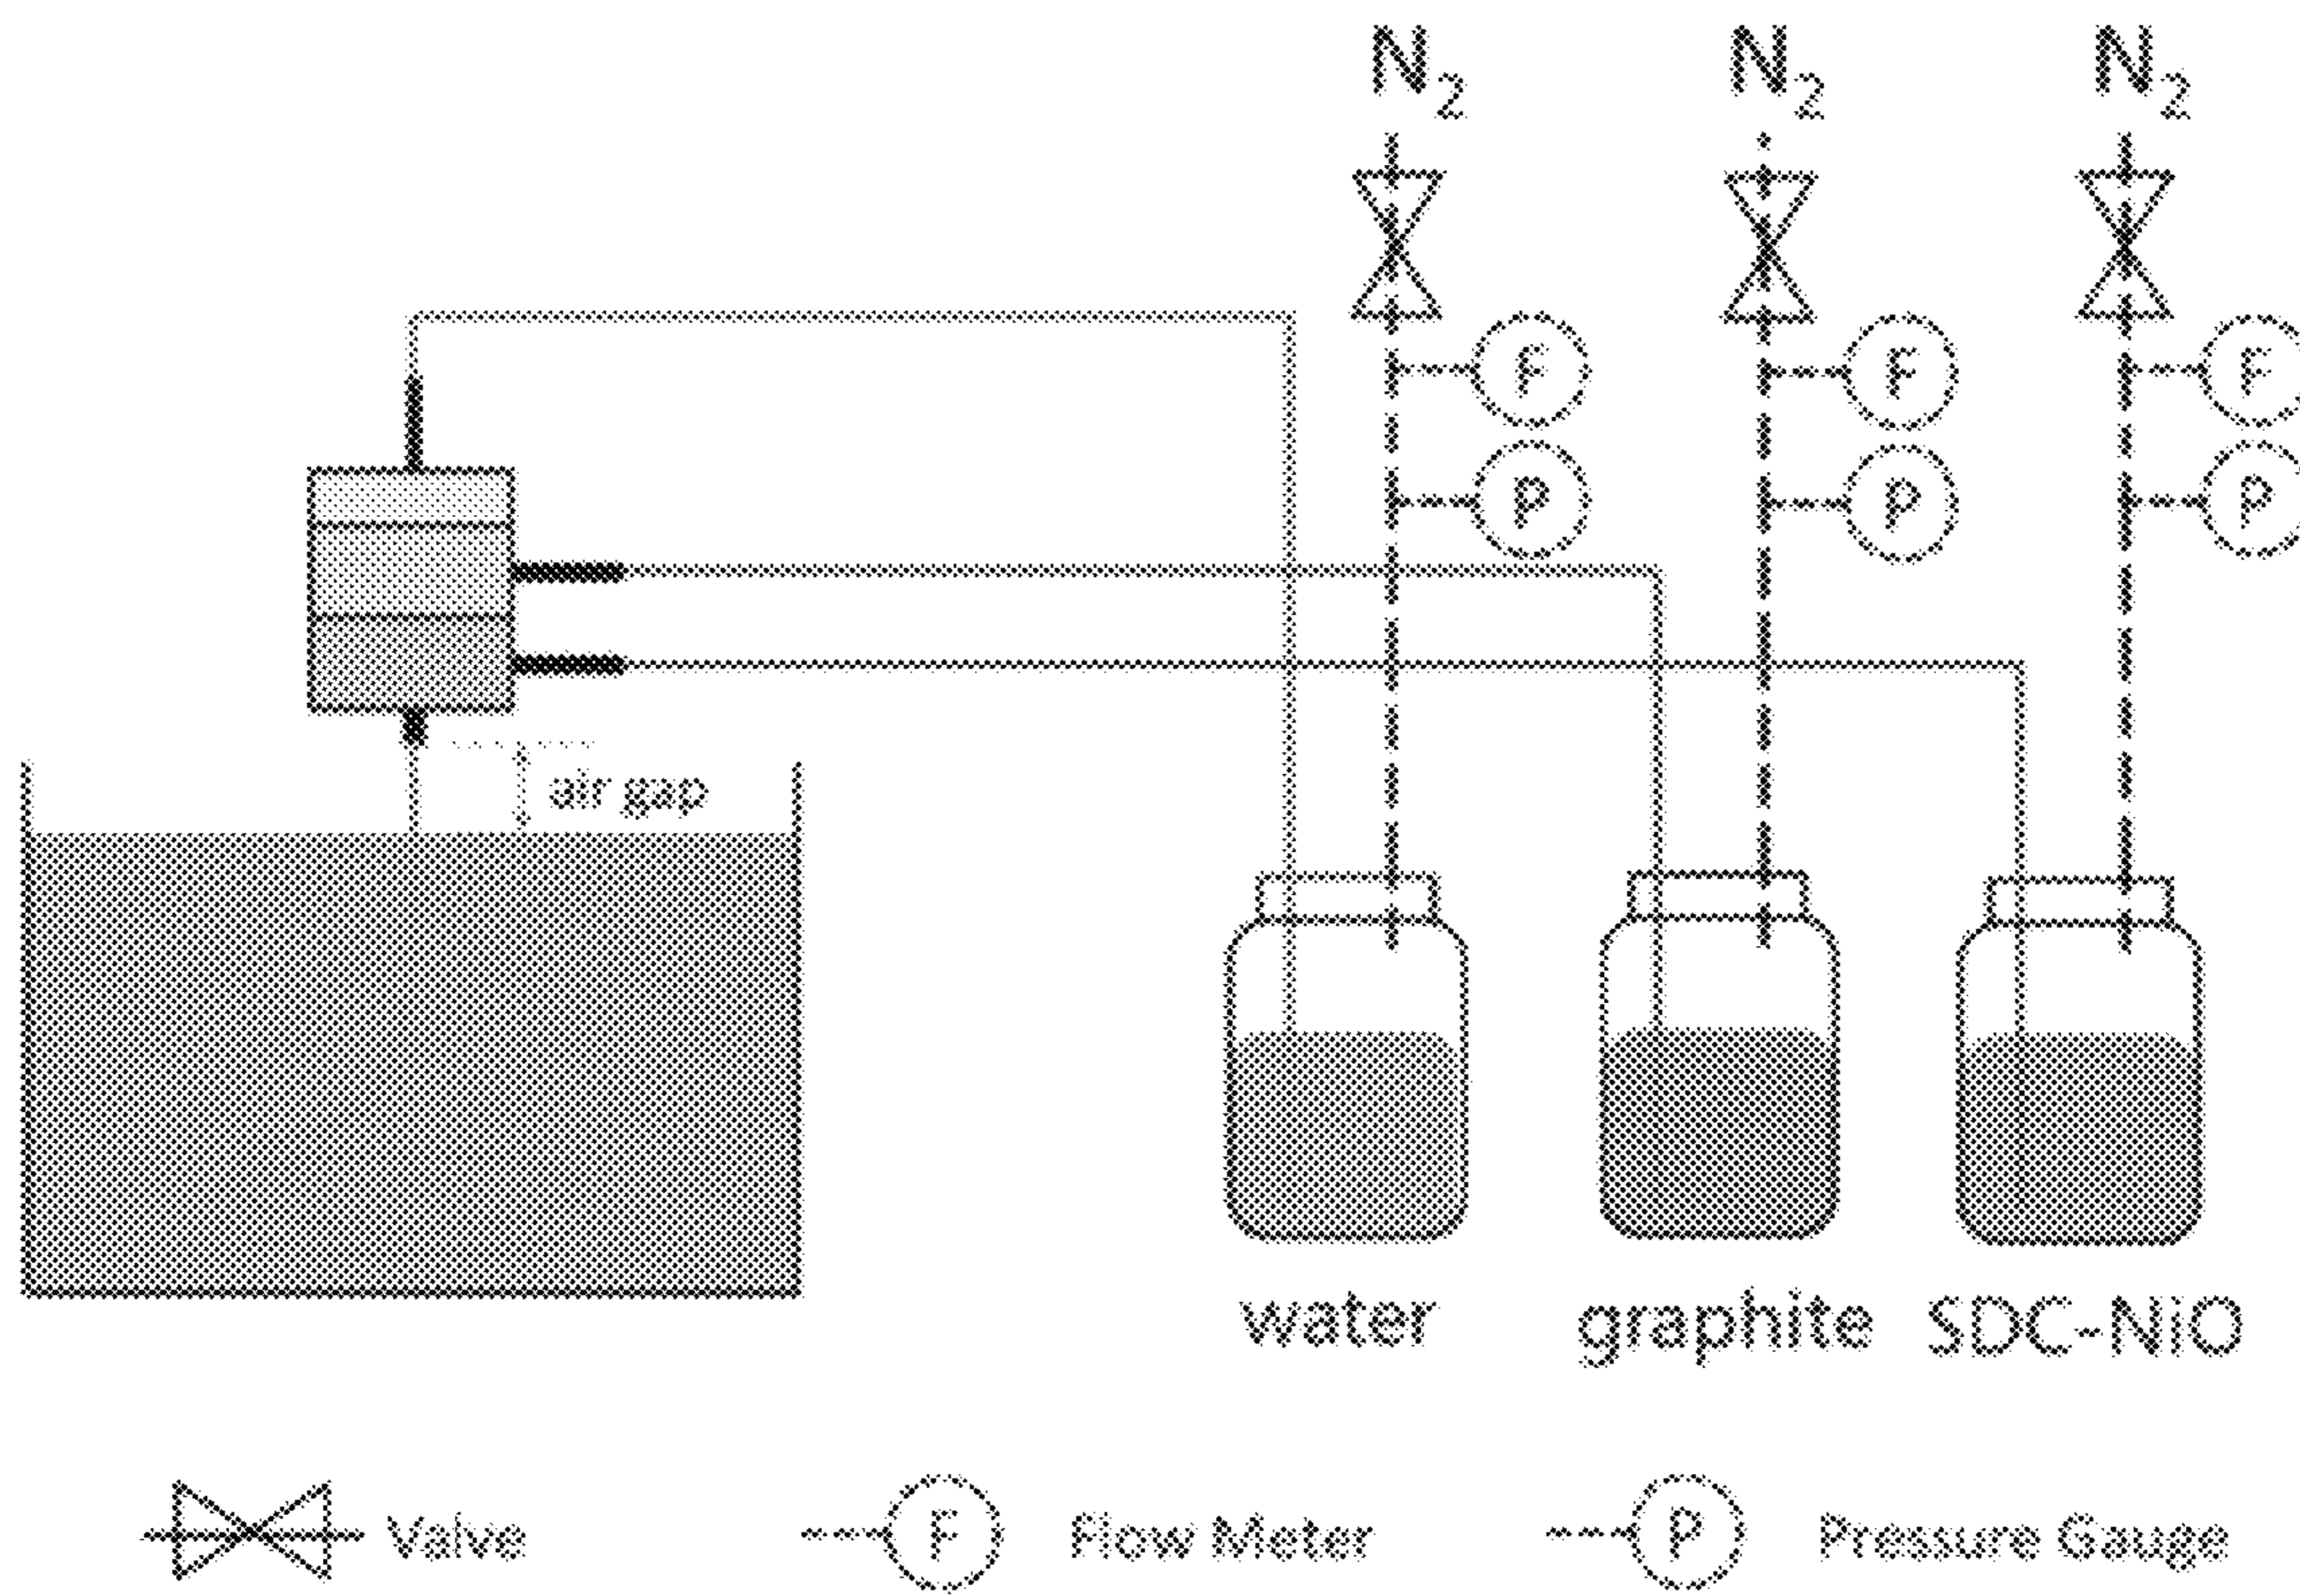 N2 N2 N2
F F F
P P P
air gap
water graphite SDC-NiO
Valve F Flow Meter P Pressure Gauge